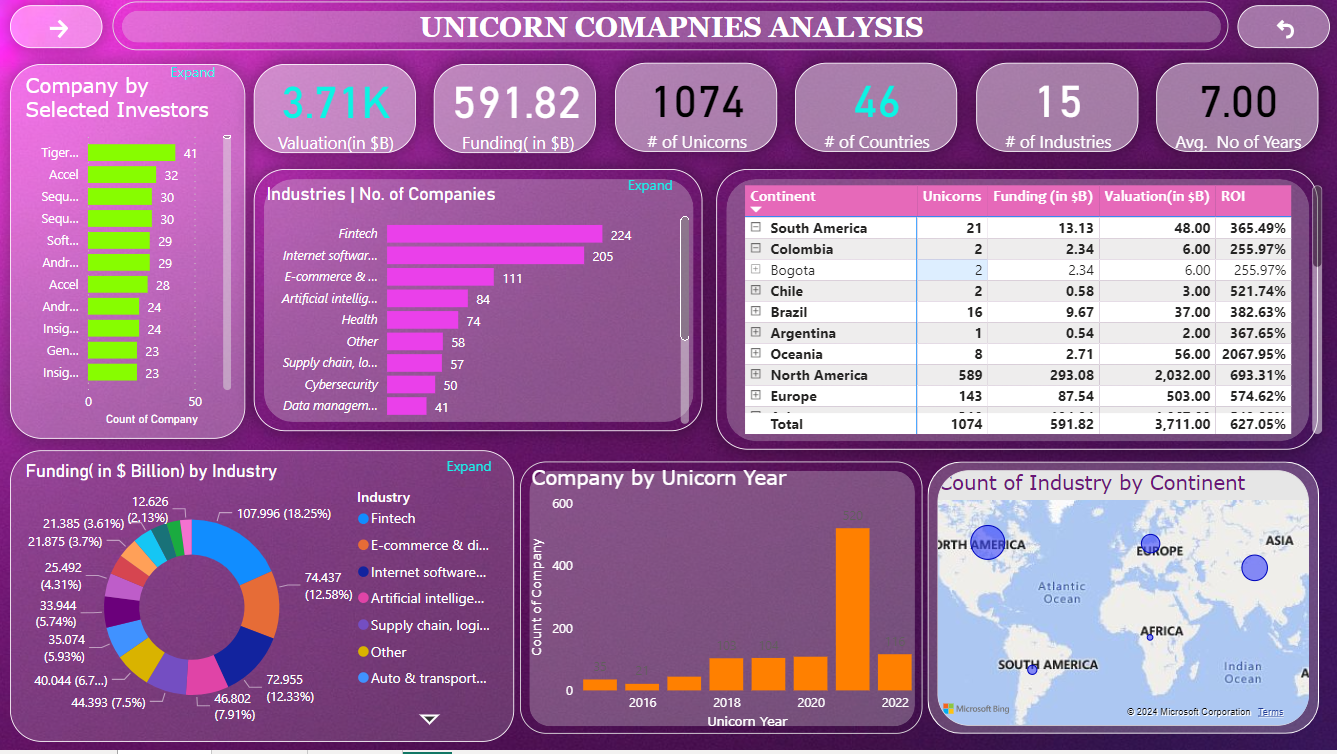 UNICORN COMAPNIES ANALYSIS
Company by
Selected Investors
Expand
Tiger... 41
Accel 32
Sequ... 30
Sequ... 30
Soft... 29
Andr... 29
Accel 28
Andr... 24
Insig... 24
Gen... 23
Insig... 23
0 50
Count of Company
3.71K
Valuation(in $B)
591.82
Funding( in $B)
1074
# of Unicorns
46
# of Countries
15
# of Industries
7.00
Avg. No of Years
Industries | No. of Companies
Expand
Fintech 224
Internet softwar... 205
E-commerce & ... 111
Artificial intellig... 84
Health 74
Other 58
Supply chain, lo... 57
Cybersecurity 50
Data managem... 41
Continent Unicorns Funding (in $B) Valuation(in $B) ROI
South America 21 13.13 48.00 365.49%
Colombia 2 2.34 6.00 255.97%
Bogota 2 2.34 6.00 255.97%
Chile 2 0.58 3.00 521.74%
Brazil 16 9.67 37.00 382.63%
Argentina 1 0.54 2.00 367.65%
Oceania 8 2.71 56.00 2067.95%
North America 589 293.08 2,032.00 693.31%
Europe 143 87.54 503.00 574.62%
Total 1074 591.82 3,711.00 627.05%
Funding( in $ Billion) by Industry
Expand
107.996 (18.25%)
74.437
(12.58%)
72.955
(12.33%)
46.802
(7.91%)
44.393 (7.5%)
40.044 (6.7...)
35.074
(5.93%)
33.944
(5.74%)
25.492
(4.31%)
21.875 (3.7%)
21.385 (3.61%)
12.626
(2.13%)
Industry
Fintech
E-commerce & di...
Internet software...
Artificial intellige...
Supply chain, logi...
Other
Auto & transport...
Company by Unicorn Year
Count of Company
600
400
200
0
2016 2018 2020 2022
Unicorn Year
Count of Industry by Continent
ORTH AMERICA
EUROPE
ASIA
Atlantic
Ocean
AFRICA
SOUTH AMERICA
Indian
Ocean
A
Microsoft Bing
© 2024 Microsoft Corporation Terms